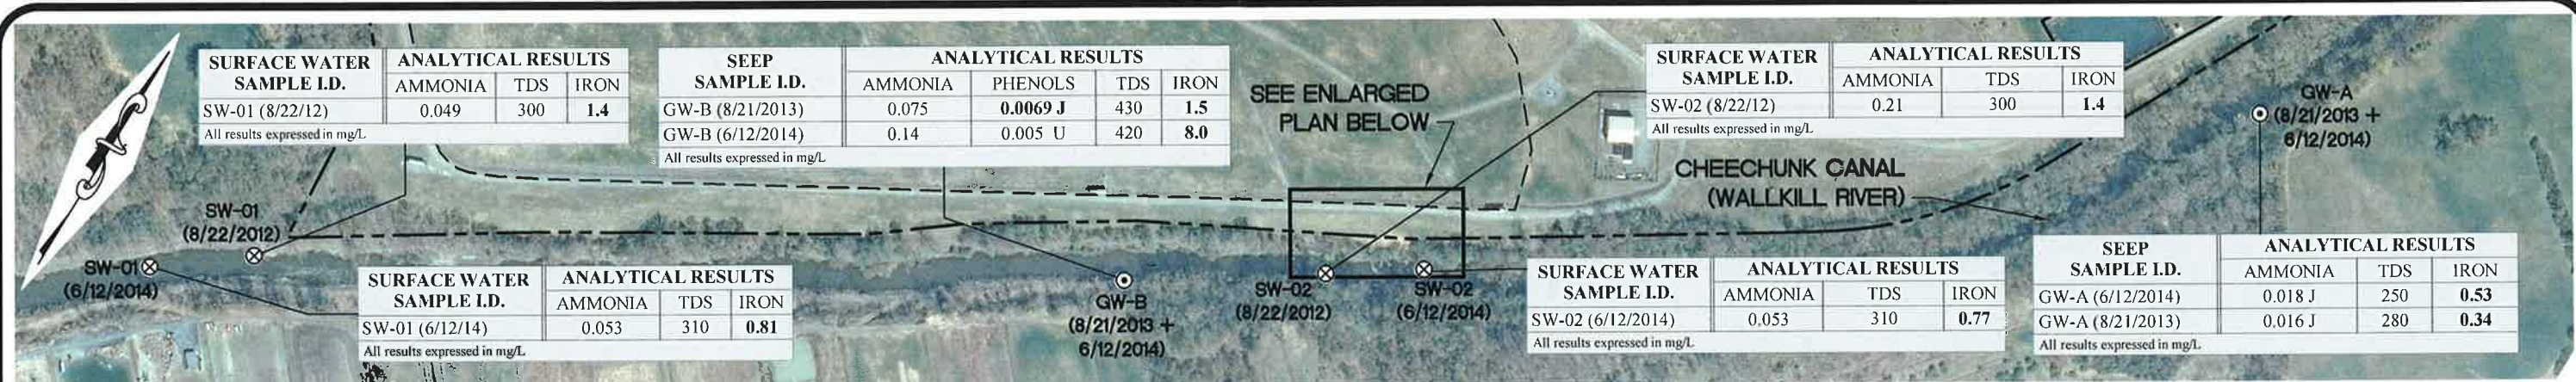 SURFACE WATER SAMPLE I.D. ANALYTICAL RESULTS
AMMONIA TDS IRON
SW-01 (8/22/12) 0.049 300 1.4
All results expressed in mg/L
SEEP SAMPLE I.D. ANALYTICAL RESULTS
AMMONIA PHENOLS TDS IRON
GW-B (8/21/2013) 0.075 0.0069 J 430 1.5
GW-B (6/12/2014) 0.14 0.005 U 420 8.0
All results expressed in mg/L
SEE ENLARGED
PLAN BELOW
SURFACE WATER SAMPLE I.D. ANALYTICAL RESULTS
AMMONIA TDS IRON
SW-02 (8/22/12) 0.21 300 1.4
All results expressed in mg/L
GW-A
(8/21/2013 +
6/12/2014)
CHEECHUNK CANAL
(WALLKILL RIVER)
SW-01
(8/22/2012)
SW-01
(6/12/2014)
SURFACE WATER SAMPLE I.D. ANALYTICAL RESULTS
AMMONIA TDS IRON
SW-01 (6/12/14) 0.053 310 0.81
All results expressed in mg/L
GW-B
(8/21/2013 +
6/12/2014)
SW-02
(8/22/2012)
SW-02
(6/12/2014)
SURFACE WATER SAMPLE I.D. ANALYTICAL RESULTS
AMMONIA TDS IRON
SW-02 (6/12/2014) 0.053 310 0.77
All results expressed in mg/L
SEEP SAMPLE I.D. ANALYTICAL RESULTS
AMMONIA TDS IRON
GW-A (6/12/2014) 0.018 J 250 0.53
GW-A (8/21/2013) 0.016 J 280 0.34
All results expressed in mg/L